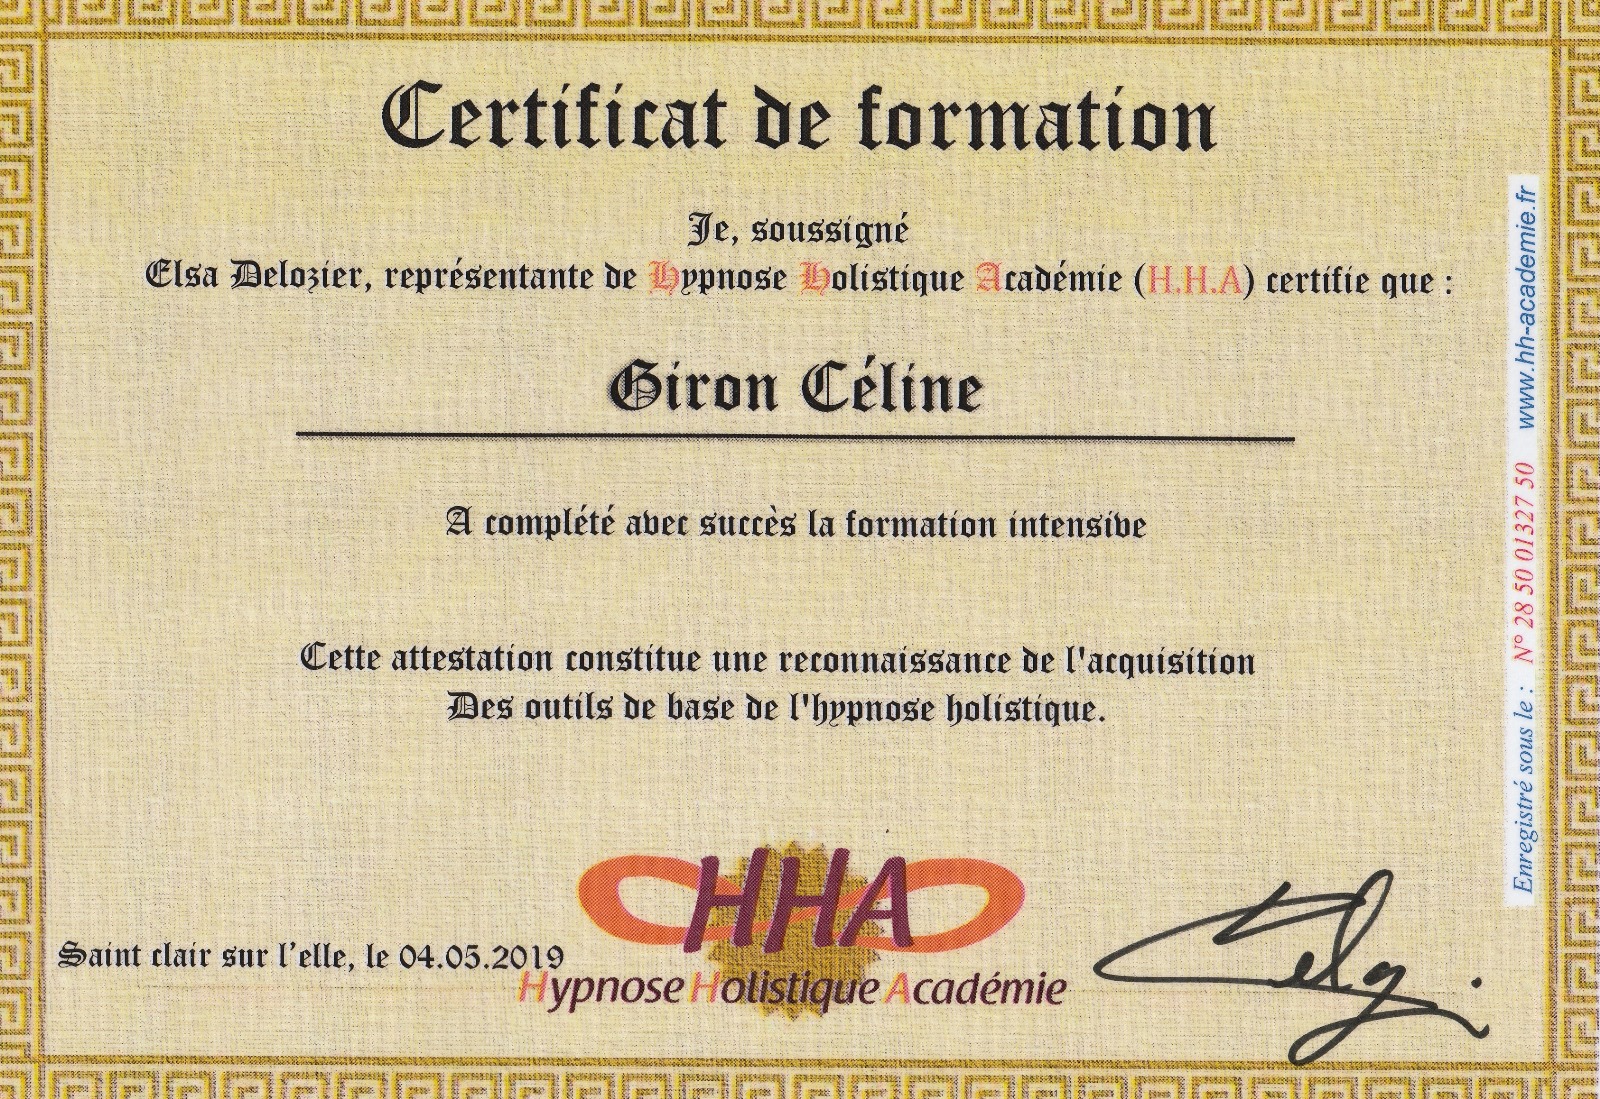 Certificat de formation
Je, soussigné
Elsa Delozier, représentante de Hypnose Holistique Académie (H.H.A) certifie que :
Giron Céline
A complété avec succès la formation intensive
Cette attestation constitue une reconnaissance de l'acquisition
Des outils de base de l'hypnose holistique.
HHA
Hypnose Holistique Académie
Saint clair sur l'elle, le 04.05.2019
Enregistré sous le : N° 28 50 01327 50 www.hh-academie.fr